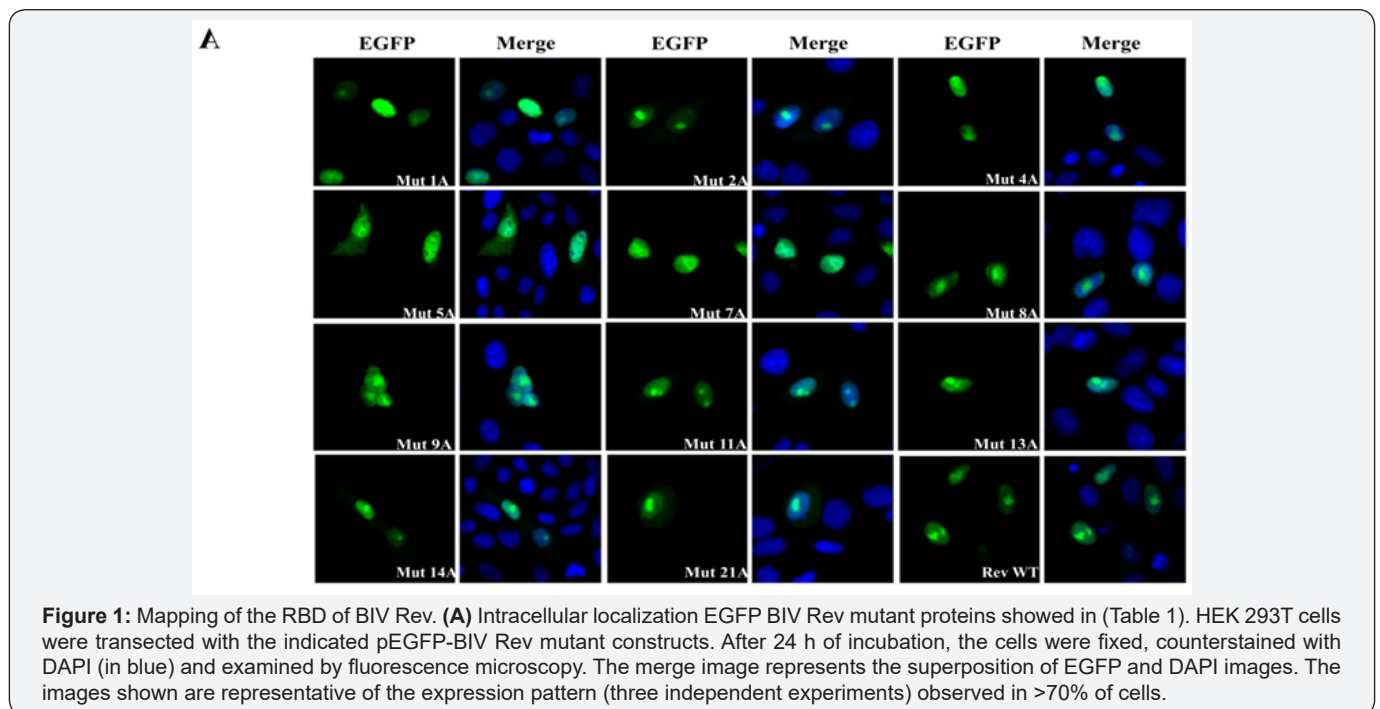 A
EGFP Merge EGFP Merge EGFP Merge
Mut 1A Mut 2A Mut 4A
Mut 5A Mut 7A Mut 8A
Mut 9A Mut 11A Mut 13A
Mut 14A Mut 21A Rev WT
Figure 1: Mapping of the RBD of BIV Rev. (A) Intracellular localization EGFP BIV Rev mutant proteins showed in (Table 1). HEK 293T cells
were transected with the indicated pEGFP-BIV Rev mutant constructs. After 24 h of incubation, the cells were fixed, counterstained with
DAPI (in blue) and examined by fluorescence microscopy. The merge image represents the superposition of EGFP and DAPI images. The
images shown are representative of the expression pattern (three independent experiments) observed in >70% of cells.